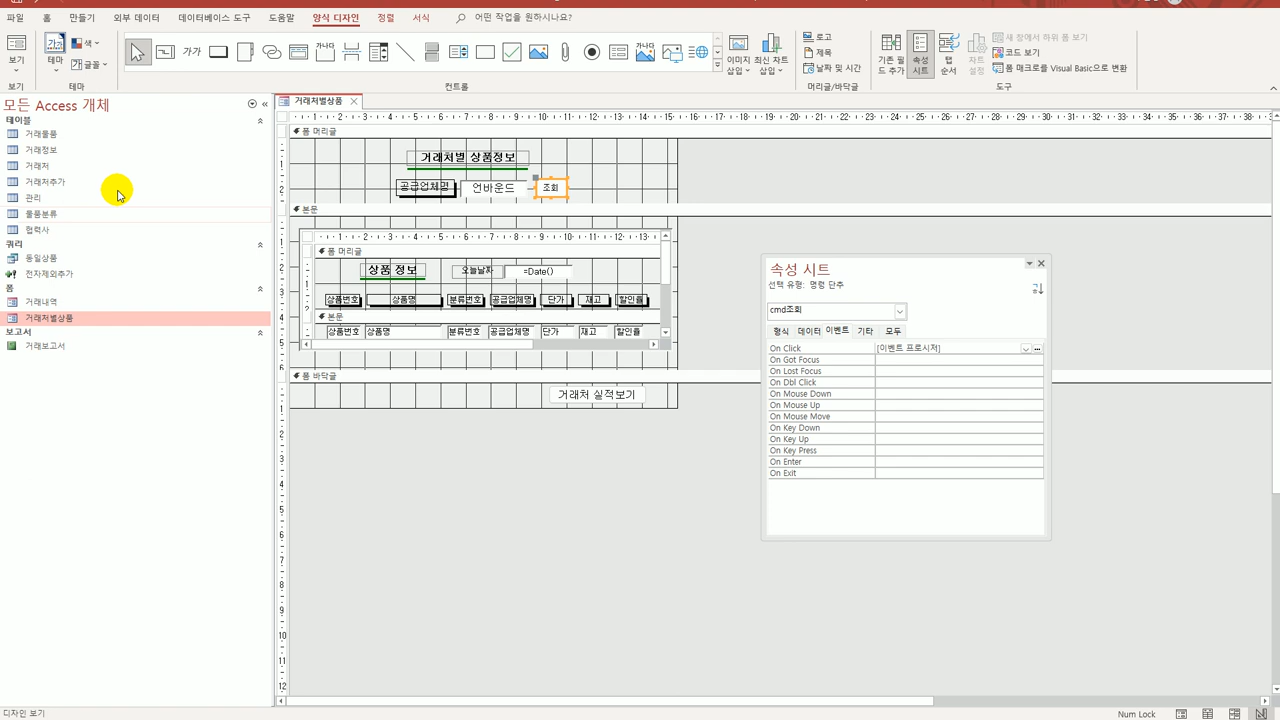 파일 홈 만들기 외부 데이터 데이터베이스 도구 도움말 양식 디자인 정렬 서식 어떤 작업을 원하시나요?
보기 테마 색 글꼴 가가 가나다 가나다 이미지 삽입 최신 차트 삽입 로고 제목 날짜 및 시간 기존 필드 추가 속성 시트 탭 순서 차트 설정 새 창에서 하위 폼 보기 코드 보기 폼 매크로를 Visual Basic으로 변환
보기 테마 컨트롤 머리글/바닥글 도구
모든 Access 개체
테이블
거래물품
거래정보
거래처
거래처추가
관리
물품분류
협력사
쿼리
동일상품
전자제외추가
폼
거래내역
거래처별상품
보고서
거래보고서
거래처별상품
폼 머리글
거래처별 상품정보
공급업체명 언바운드 조회
본문
폼 머리글
상품 정보 오늘날짜 =Date()
상품번호 상품명 분류번호 공급업체명 단가 재고 할인률
본문
상품번호 상품명 분류번호 공급업체명 단가 재고 할인률
폼 바닥글
거래처 실적보기
속성 시트
선택 유형: 명령 단추
cmd조회
형식 데이터 이벤트 기타 모두
On Click [이벤트 프로시저]
On Got Focus
On Lost Focus
On Dbl Click
On Mouse Down
On Mouse Up
On Mouse Move
On Key Down
On Key Up
On Key Press
On Enter
On Exit
디자인 보기
Num Lock